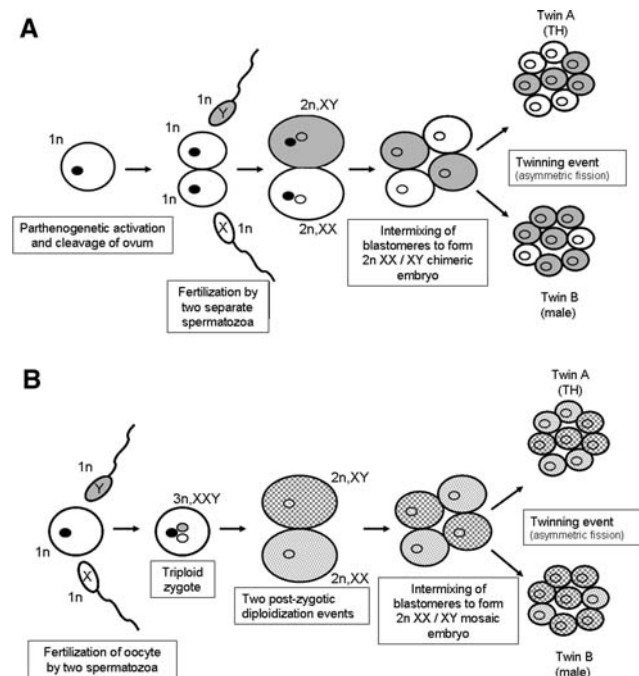 A
Twin A
(TH)
1n
Y
2n,XY
1n
1n
1n
Twinning event
(asymmetric fission)
X
1n
2n,XX
Parthenogenetic activation
and cleavage of ovum
Intermixing of
blastomeres to form
2n XX / XY chimeric
embryo
Fertilization by
two separate
spermatozoa
Twin B
(male)
B
Twin A
(TH)
1n
Y
3n,XXY
2n,XY
1n
Twinning event
(asymmetric fission)
X
1n
Triploid
zygote
2n,XX
Two post-zygotic
diploidization events
Intermixing of
blastomeres to form
2n XX / XY mosaic
embryo
Fertilization of oocyte
by two spermatozoa
Twin B
(male)